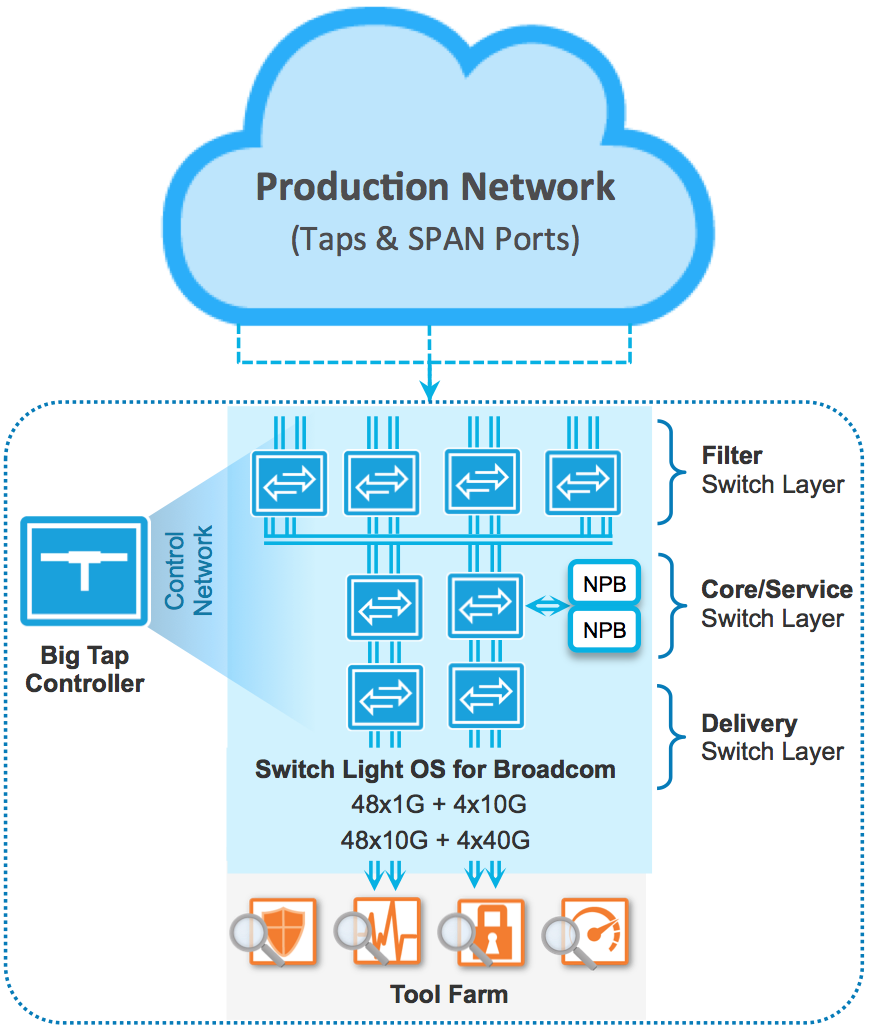 Production Network
(Taps & SPAN Ports)
Filter
Switch Layer
Control
Network
Big Tap
Controller
NPB
NPB
Core/Service
Switch Layer
Delivery
Switch Layer
Switch Light OS for Broadcom
48x1G + 4x10G
48x10G + 4x40G
Tool Farm